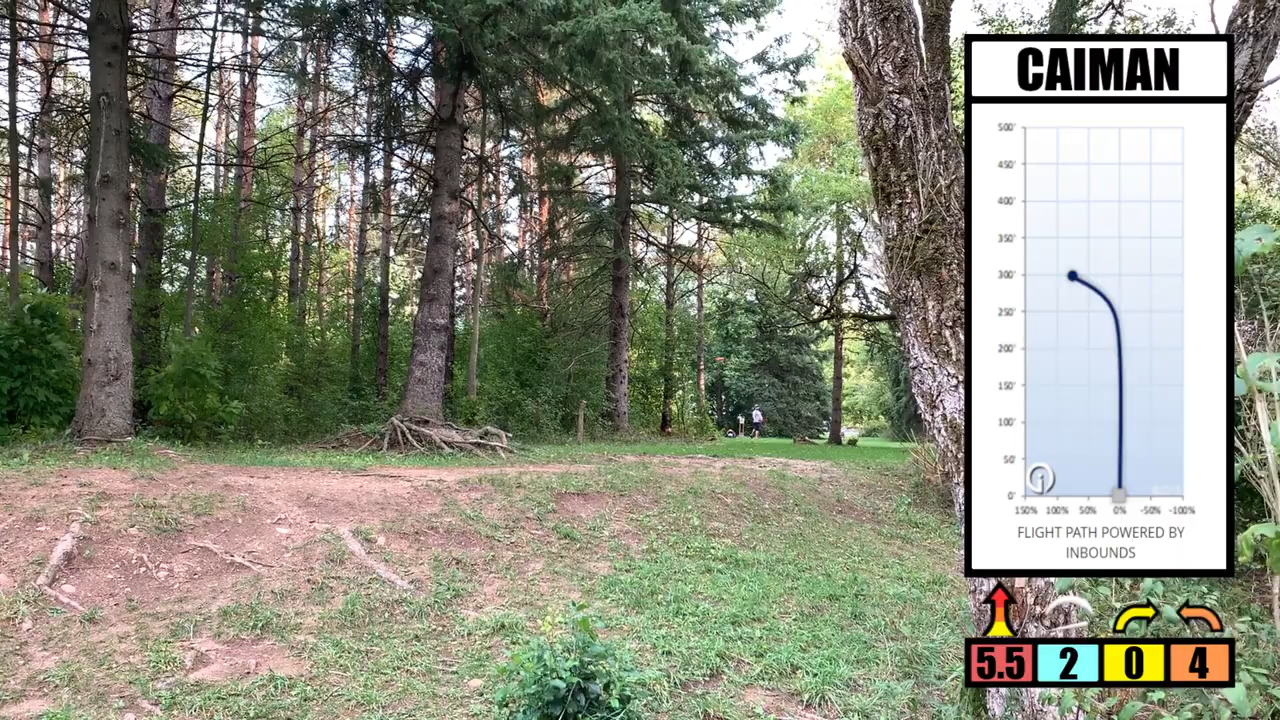 CAIMAN
500'
450'
400'
350'
300'
250'
200'
150'
100'
50'
0'
150% 100% 50% 0% -50% -100%
FLIGHT PATH POWERED BY
INBOUNDS
5.5 2 0 4